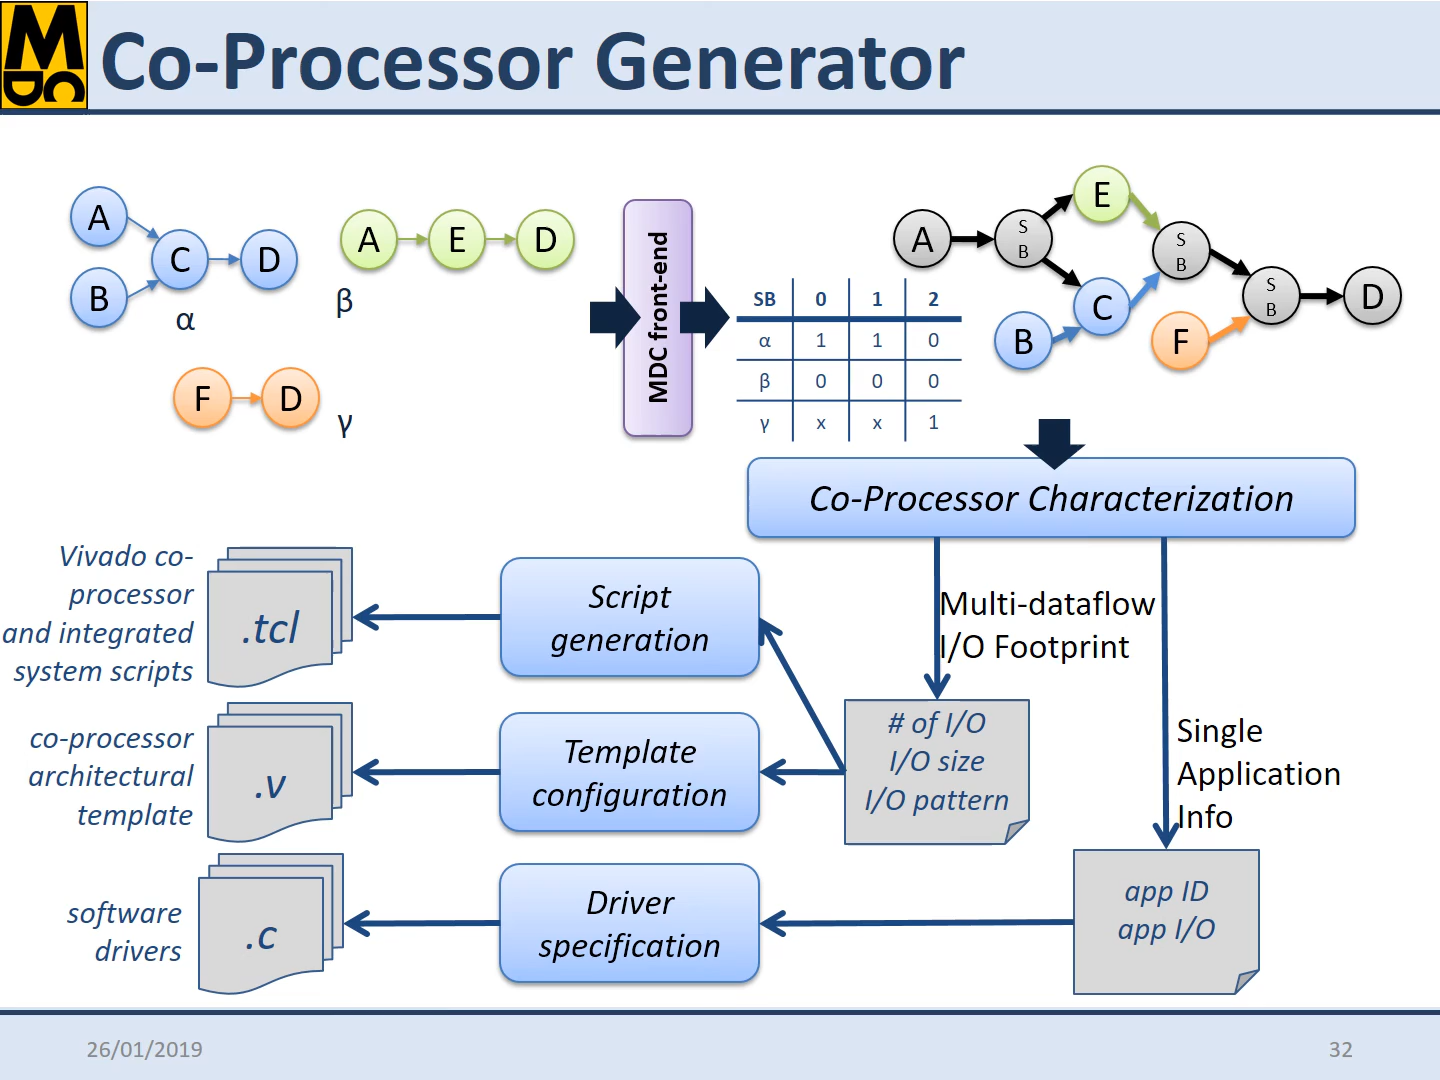 MDC
Co-Processor Generator
A
B
C
D
α
A
E
D
β
F
D
γ
MDC front-end
SB 0 1 2
α 1 1 0
β 0 0 0
γ x x 1
A
S
B
E
B
C
S
B
F
S
B
D
Co-Processor Characterization
Multi-dataflow
I/O Footprint
Single
Application
Info
# of I/O
I/O size
I/O pattern
app ID
app I/O
Script
generation
Template
configuration
Driver
specification
.tcl
.v
.c
Vivado co-
processor
and integrated
system scripts
co-processor
architectural
template
software
drivers
26/01/2019
32